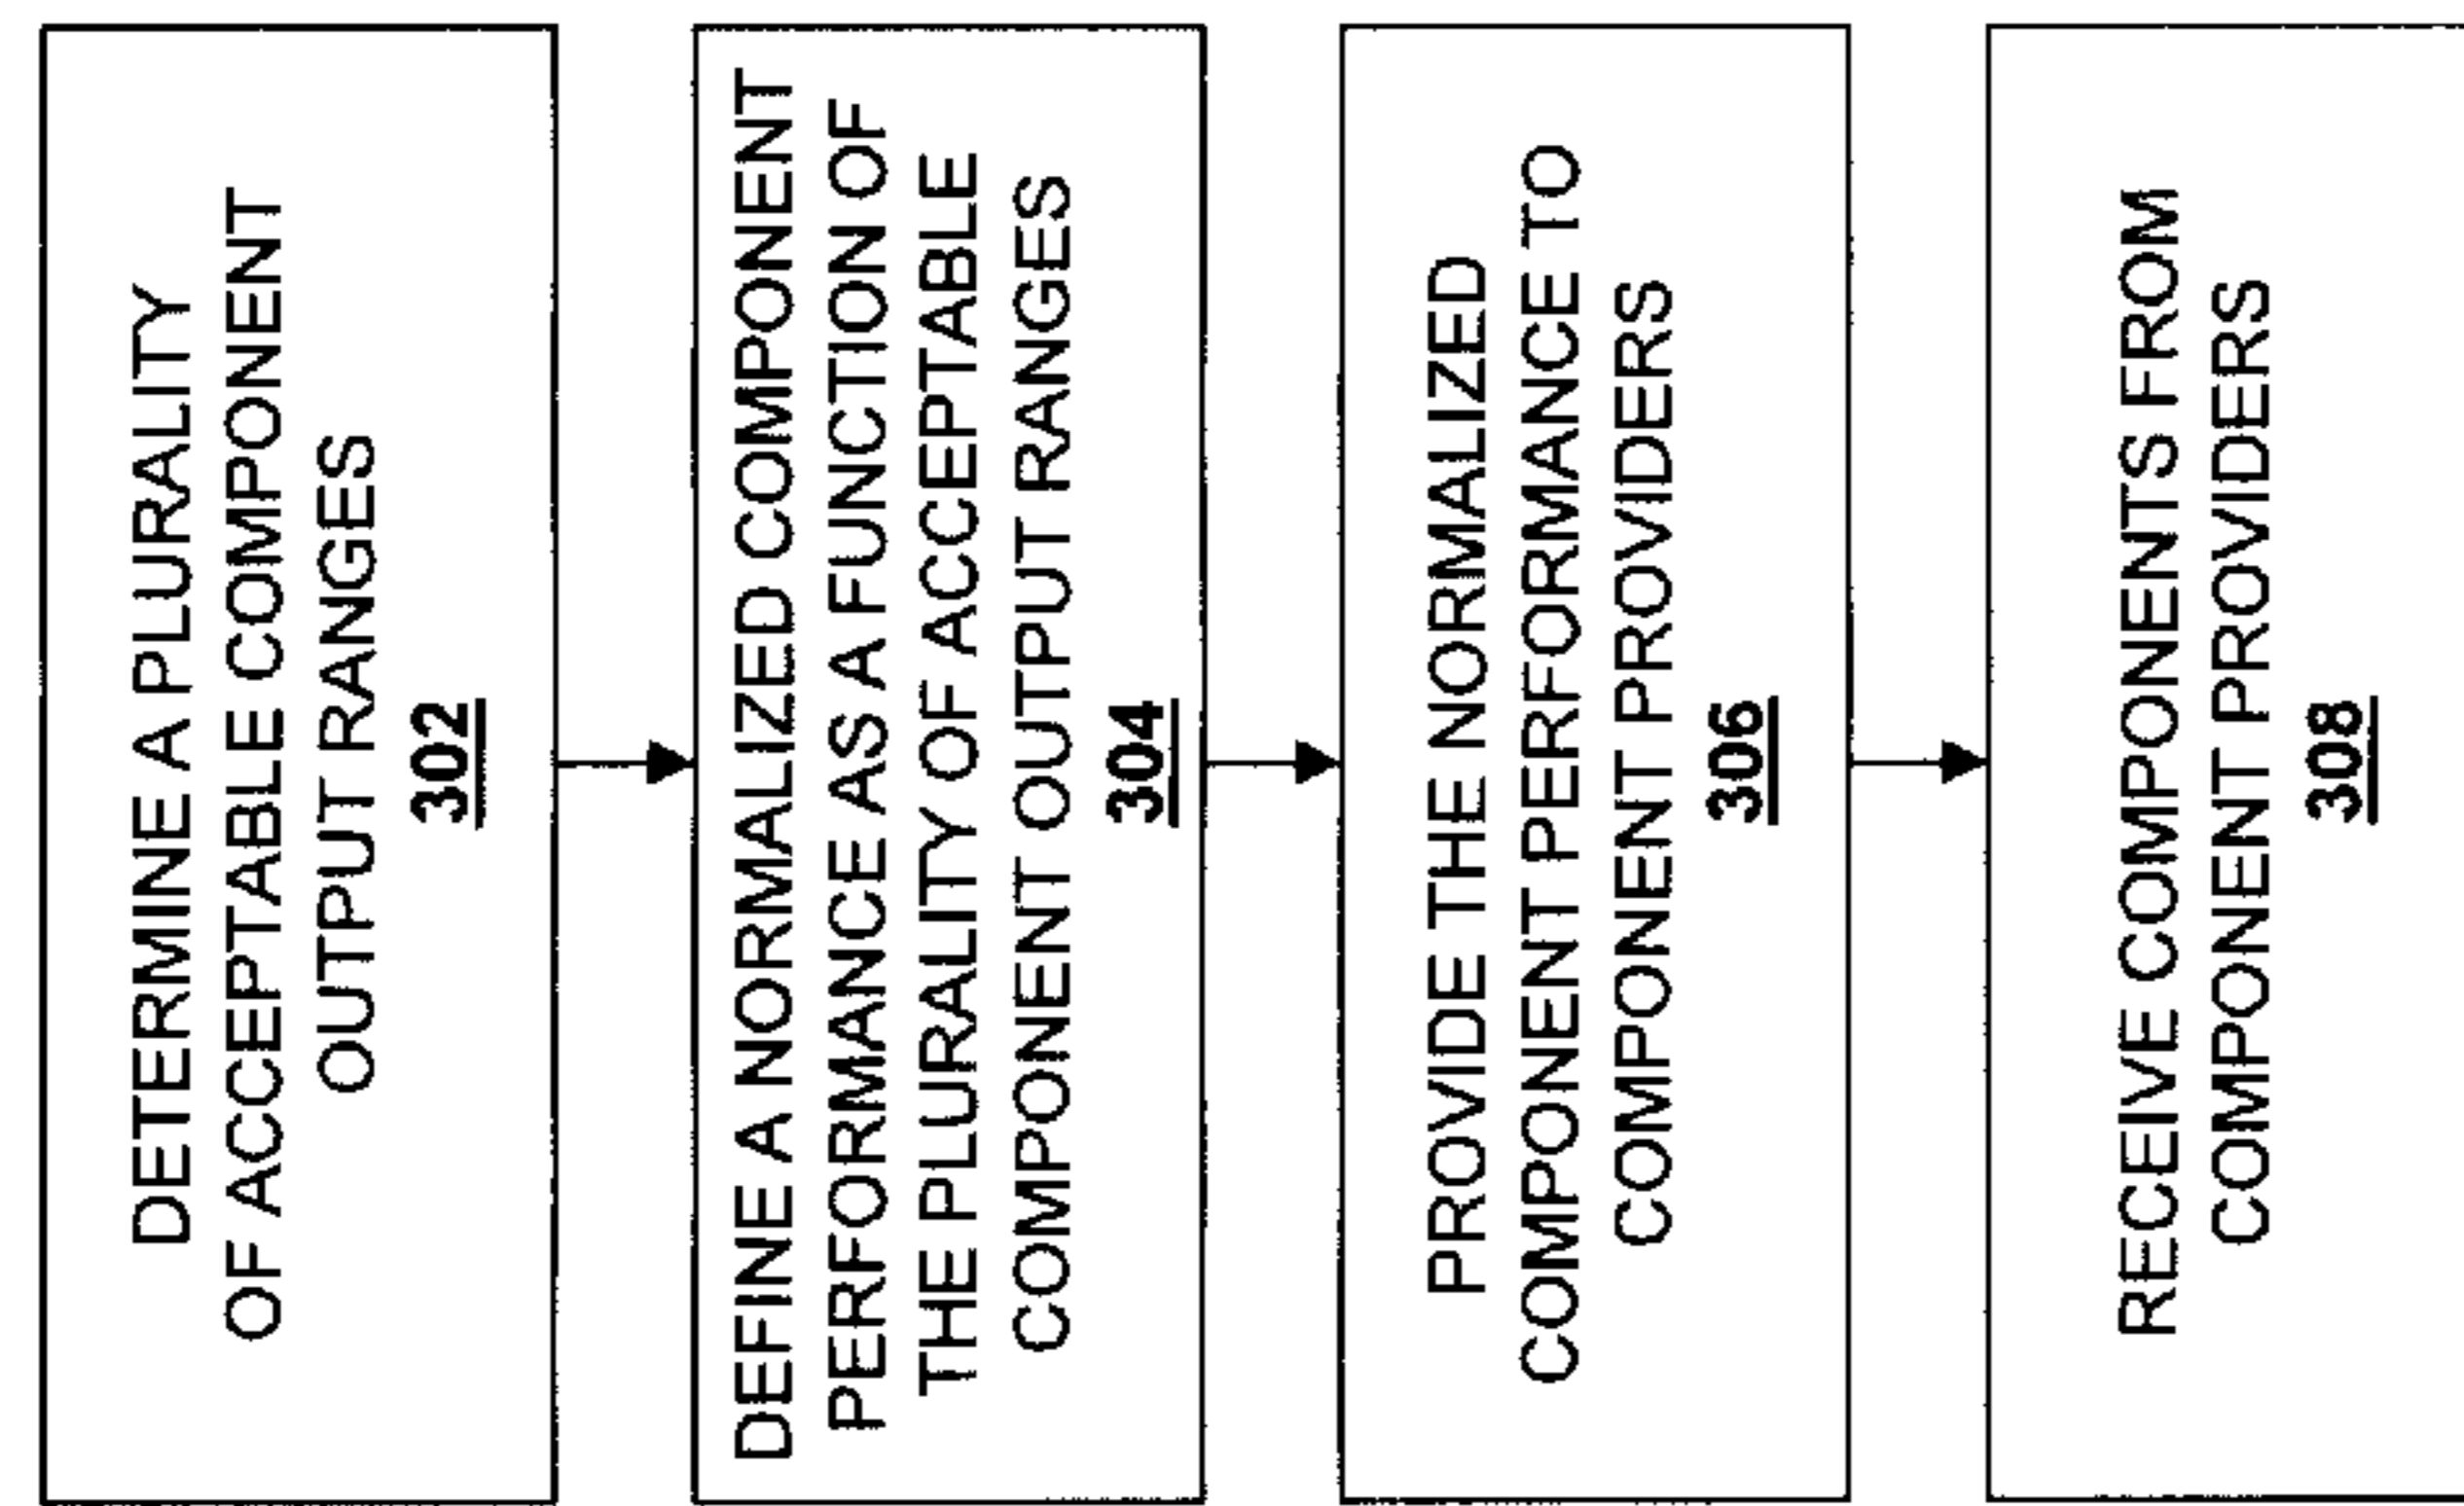 DETERMINE A PLURALITY
OF ACCEPTABLE COMPONENT
OUTPUT RANGES
302
DEFINE A NORMALIZED COMPONENT
PERFORMANCE AS A FUNCTION OF
THE PLURALITY OF ACCEPTABLE
COMPONENT OUTPUT RANGES
304
PROVIDE THE NORMALIZED
COMPONENT PERFORMANCE TO
COMPONENT PROVIDERS
306
RECEIVE COMPONENTS FROM
COMPONENT PROVIDERS
308